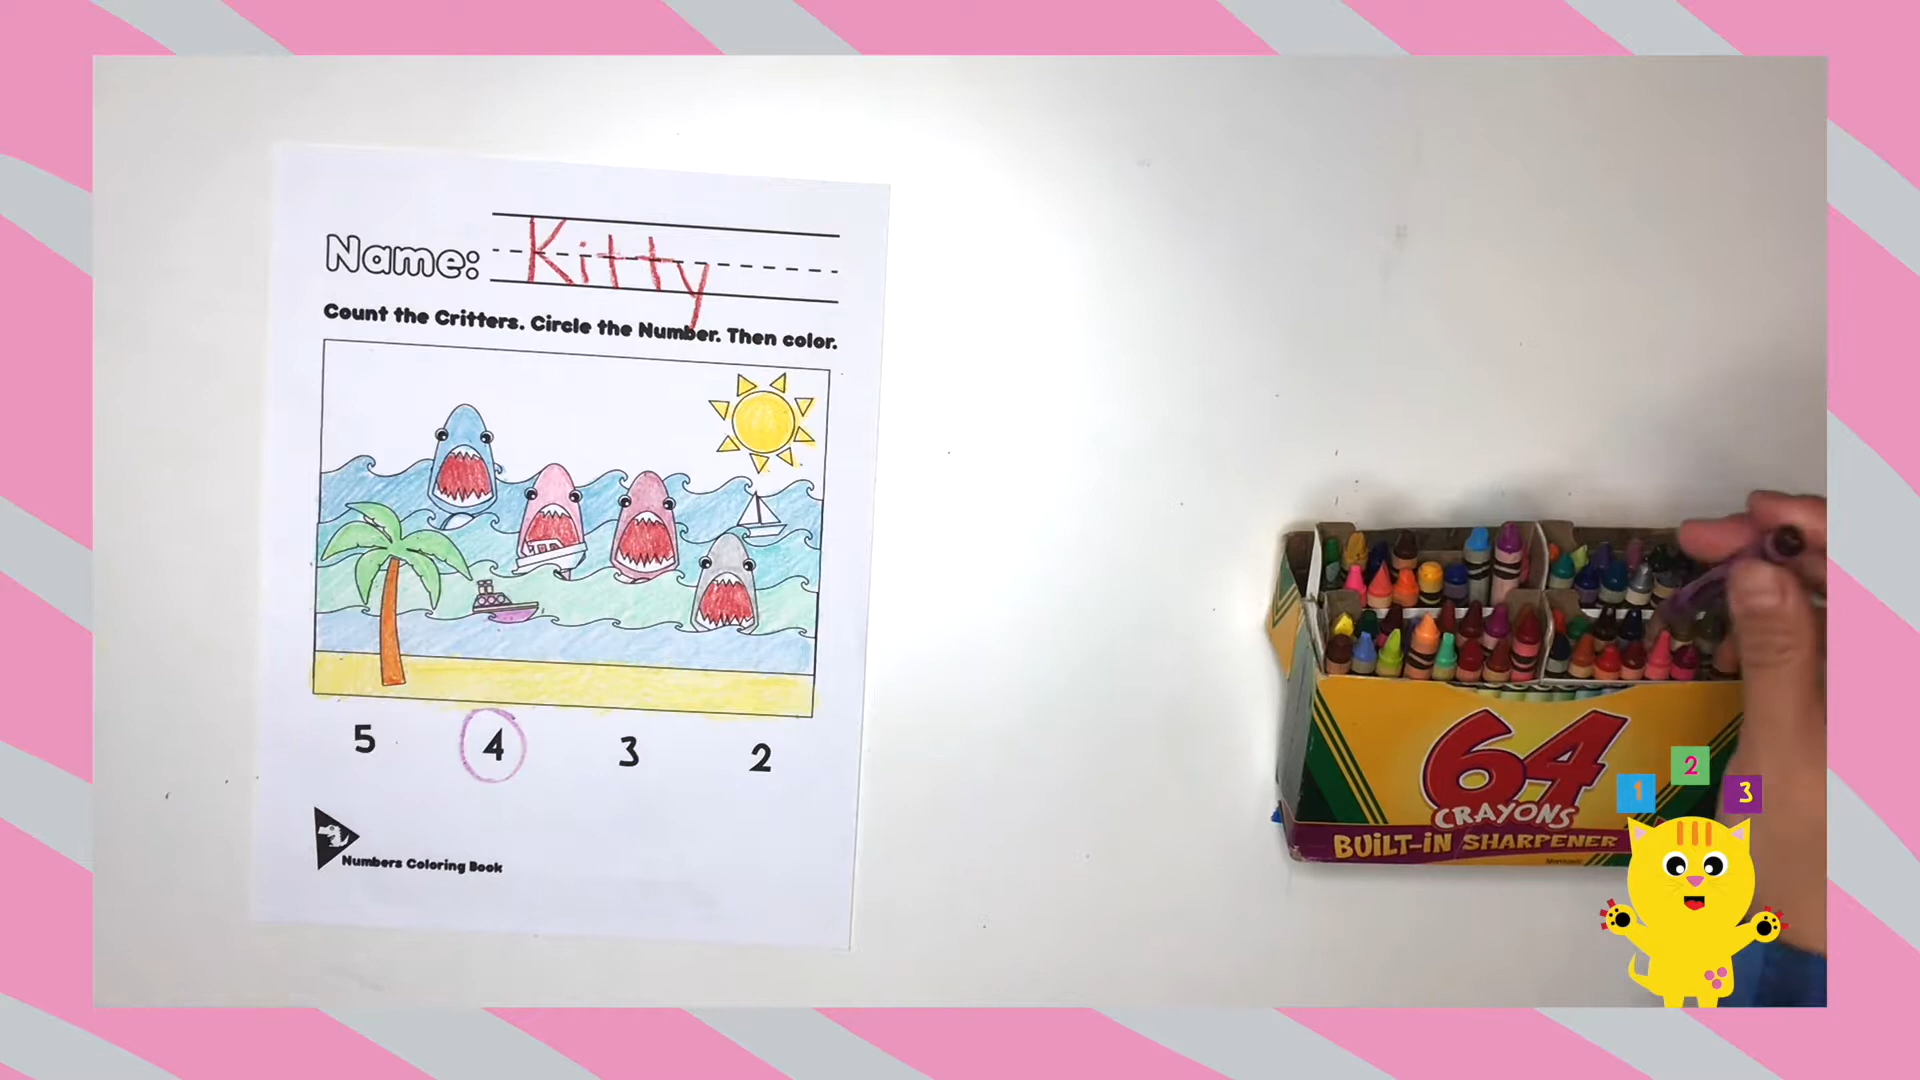 Name: Kitty
Count the Critters. Circle the Number. Then color.
5 4 3 2
Numbers Coloring Book
64
CRAYONS
BUILT-IN SHARPENER
1 2 3